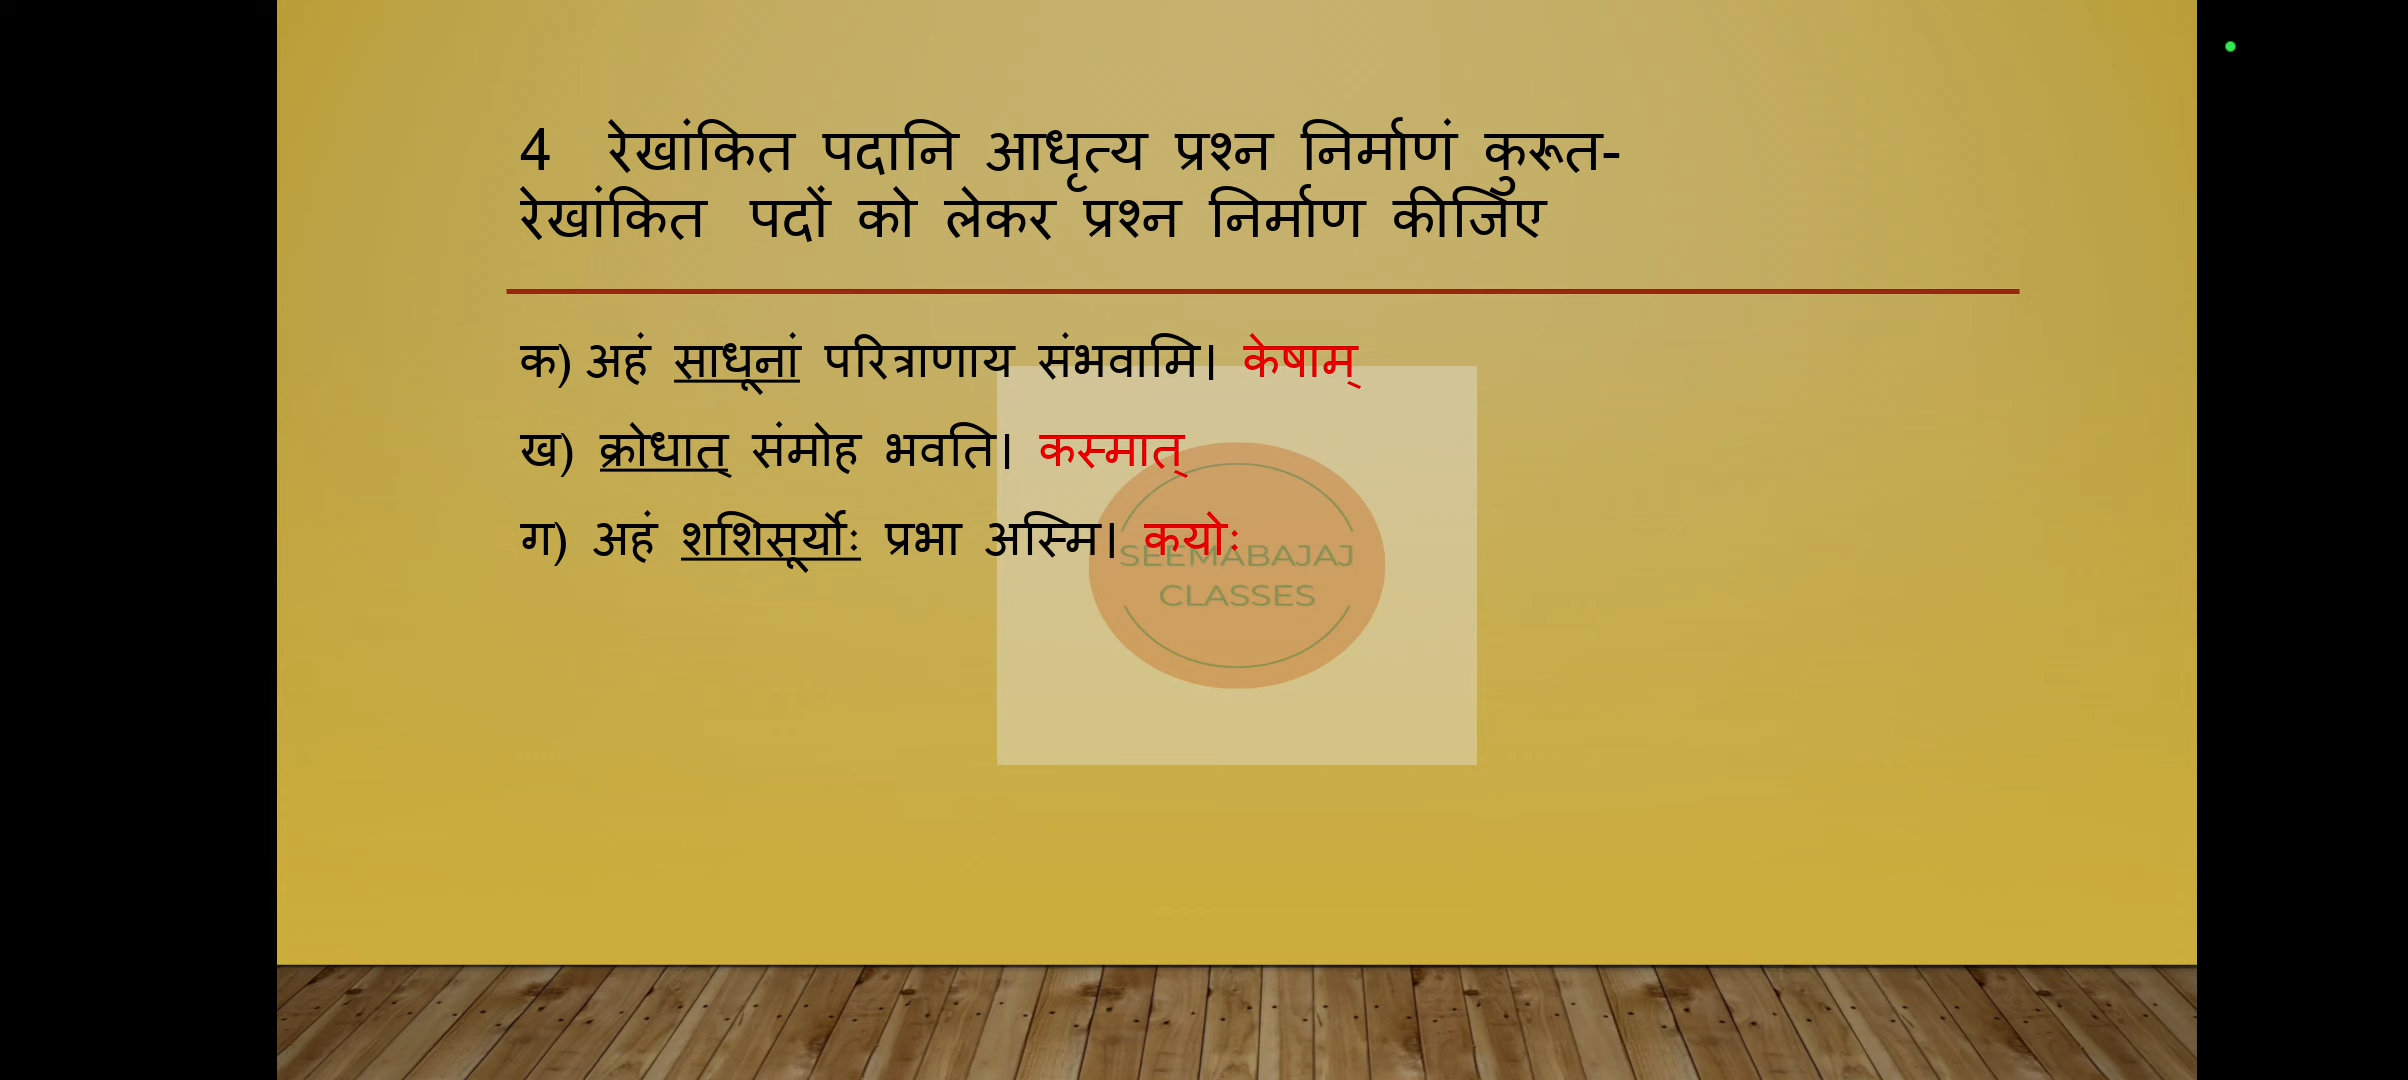 4 रेखांकित पदानि आधृत्य प्रश्न निर्माणं कुरूत-
रेखांकित पदों को लेकर प्रश्न निर्माण कीजिए
क) अहं साधूनां परित्राणाय संभवामि। केषाम्
ख) क्रोधात् संमोह भवति। कस्मात्
ग) अहं शशिसूर्योः प्रभा अस्मि। कयोः
SEEMABAJAJ
CLASSES